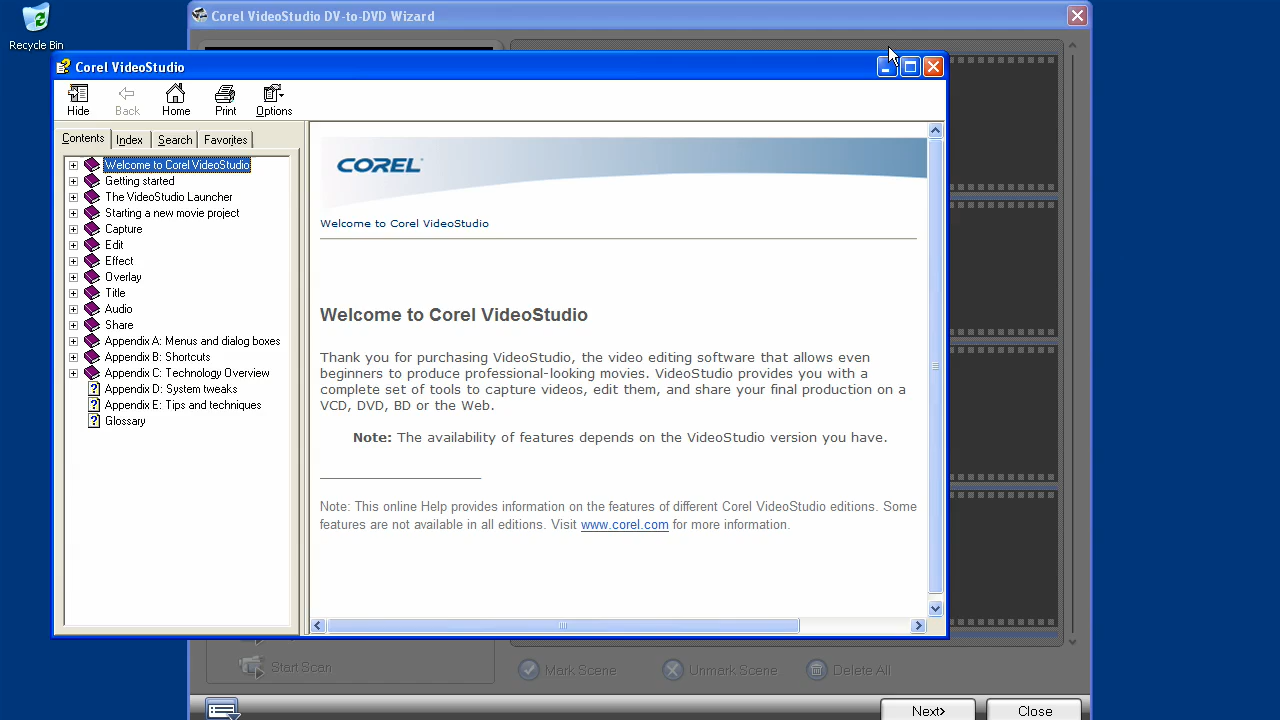 Recycle Bin
Corel VideoStudio DV-to-DVD Wizard
Corel VideoStudio
Hide
Back
Home
Print
Options
Contents
Index
Search
Favorites
Welcome to Corel VideoStudio
Getting started
The VideoStudio Launcher
Starting a new movie project
Capture
Edit
Effect
Overlay
Title
Audio
Share
Appendix A: Menus and dialog boxes
Appendix B: Shortcuts
Appendix C: Technology Overview
Appendix D: System tweaks
Appendix E: Tips and techniques
Glossary
COREL
Welcome to Corel VideoStudio
Welcome to Corel VideoStudio
Thank you for purchasing VideoStudio, the video editing software that allows even
beginners to produce professional-looking movies. VideoStudio provides you with a
complete set of tools to capture videos, edit them, and share your final production on a
VCD, DVD, BD or the Web.
Note: The availability of features depends on the VideoStudio version you have.
Note: This online Help provides information on the features of different Corel VideoStudio editions. Some
features are not available in all editions. Visit www.corel.com for more information.
Start Scan
Mark Scene
Unmark Scene
Delete All
Next>
Close